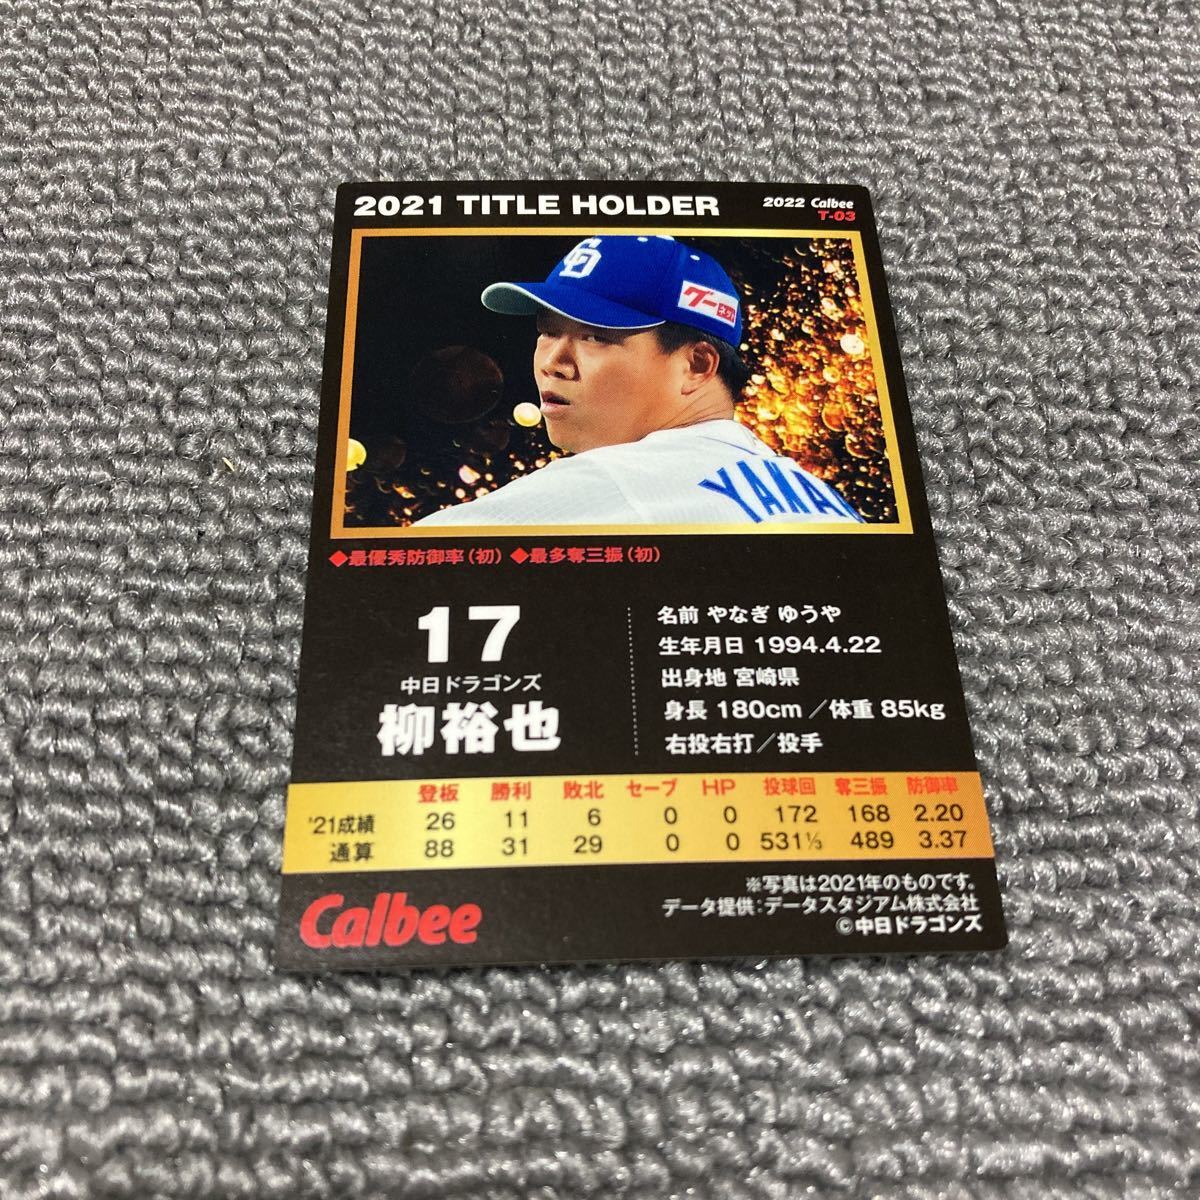 2021 TITLE HOLDER
2022 Calbee
T-03
グー
ネット
◆最優秀防御率(初) ◆最多奪三振(初)
17
中日ドラゴンズ
柳裕也
名前 やなぎ ゆうや
生年月日 1994.4.22
出身地 宮崎県
身長 180cm／体重 85kg
右投右打／投手
登板 勝利 敗北 セーブ HP 投球回 奪三振 防御率
'21成績 26 11 6 0 0 172 168 2.20
通算 88 31 29 0 0 531⅓ 489 3.37
※写真は2021年のものです。
データ提供:データスタジアム株式会社
©中日ドラゴンズ
Calbee